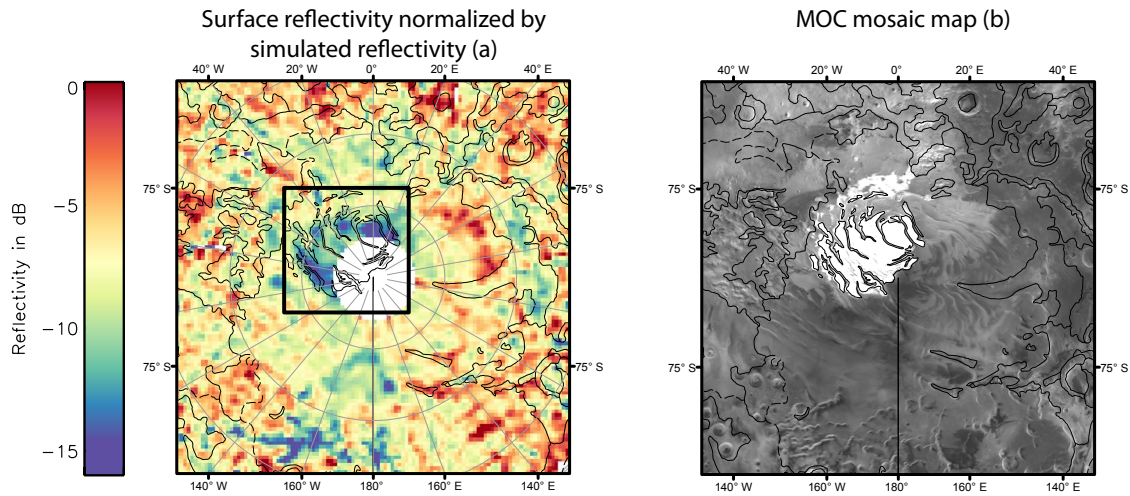 Surface reflectivity normalized by
simulated reflectivity (a)
MOC mosaic map (b)
40° W 20° W 0° 20° E 40° E
40° W 20° W 0° 20° E 40° E
0
−5
−10
−15
Reflectivity in dB
75° S 75° S
75° S 75° S
75° S 75° S
75° S 75° S
140° W 160° W 180° 160° E 140° E
140° W 160° W 180° 160° E 140° E